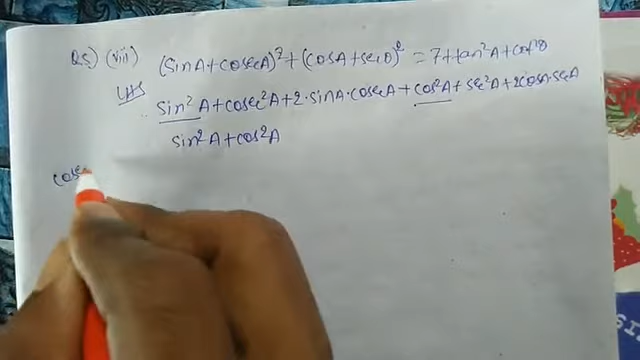 Q5) (viii) (sinA+cosecA)²+(cosA+secθ)² = 7+tan²A+cot²θ
LHS
sin²A+cosec²A+2·sinA·cosecA+cos²A+sec²A+2cosA·secA
sin²A+cos²A
cose